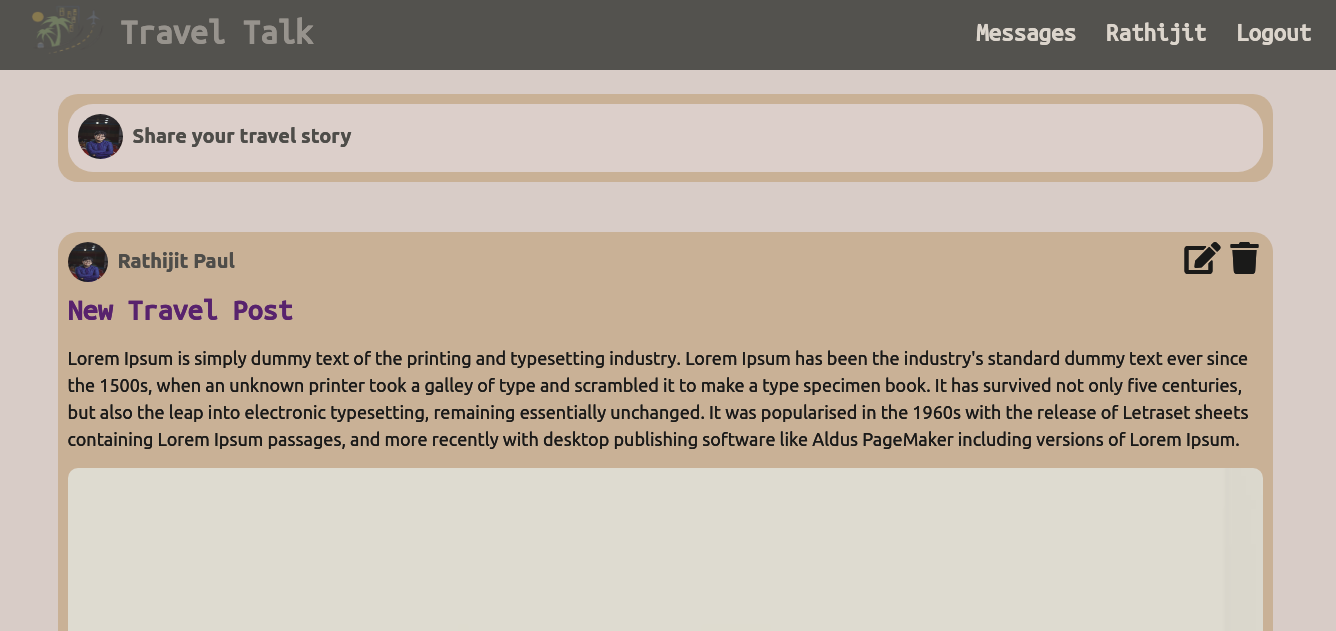 Travel Talk
Messages Rathijit Logout
Share your travel story
Rathijit Paul
New Travel Post
Lorem Ipsum is simply dummy text of the printing and typesetting industry. Lorem Ipsum has been the industry's standard dummy text ever since
the 1500s, when an unknown printer took a galley of type and scrambled it to make a type specimen book. It has survived not only five centuries,
but also the leap into electronic typesetting, remaining essentially unchanged. It was popularised in the 1960s with the release of Letraset sheets
containing Lorem Ipsum passages, and more recently with desktop publishing software like Aldus PageMaker including versions of Lorem Ipsum.